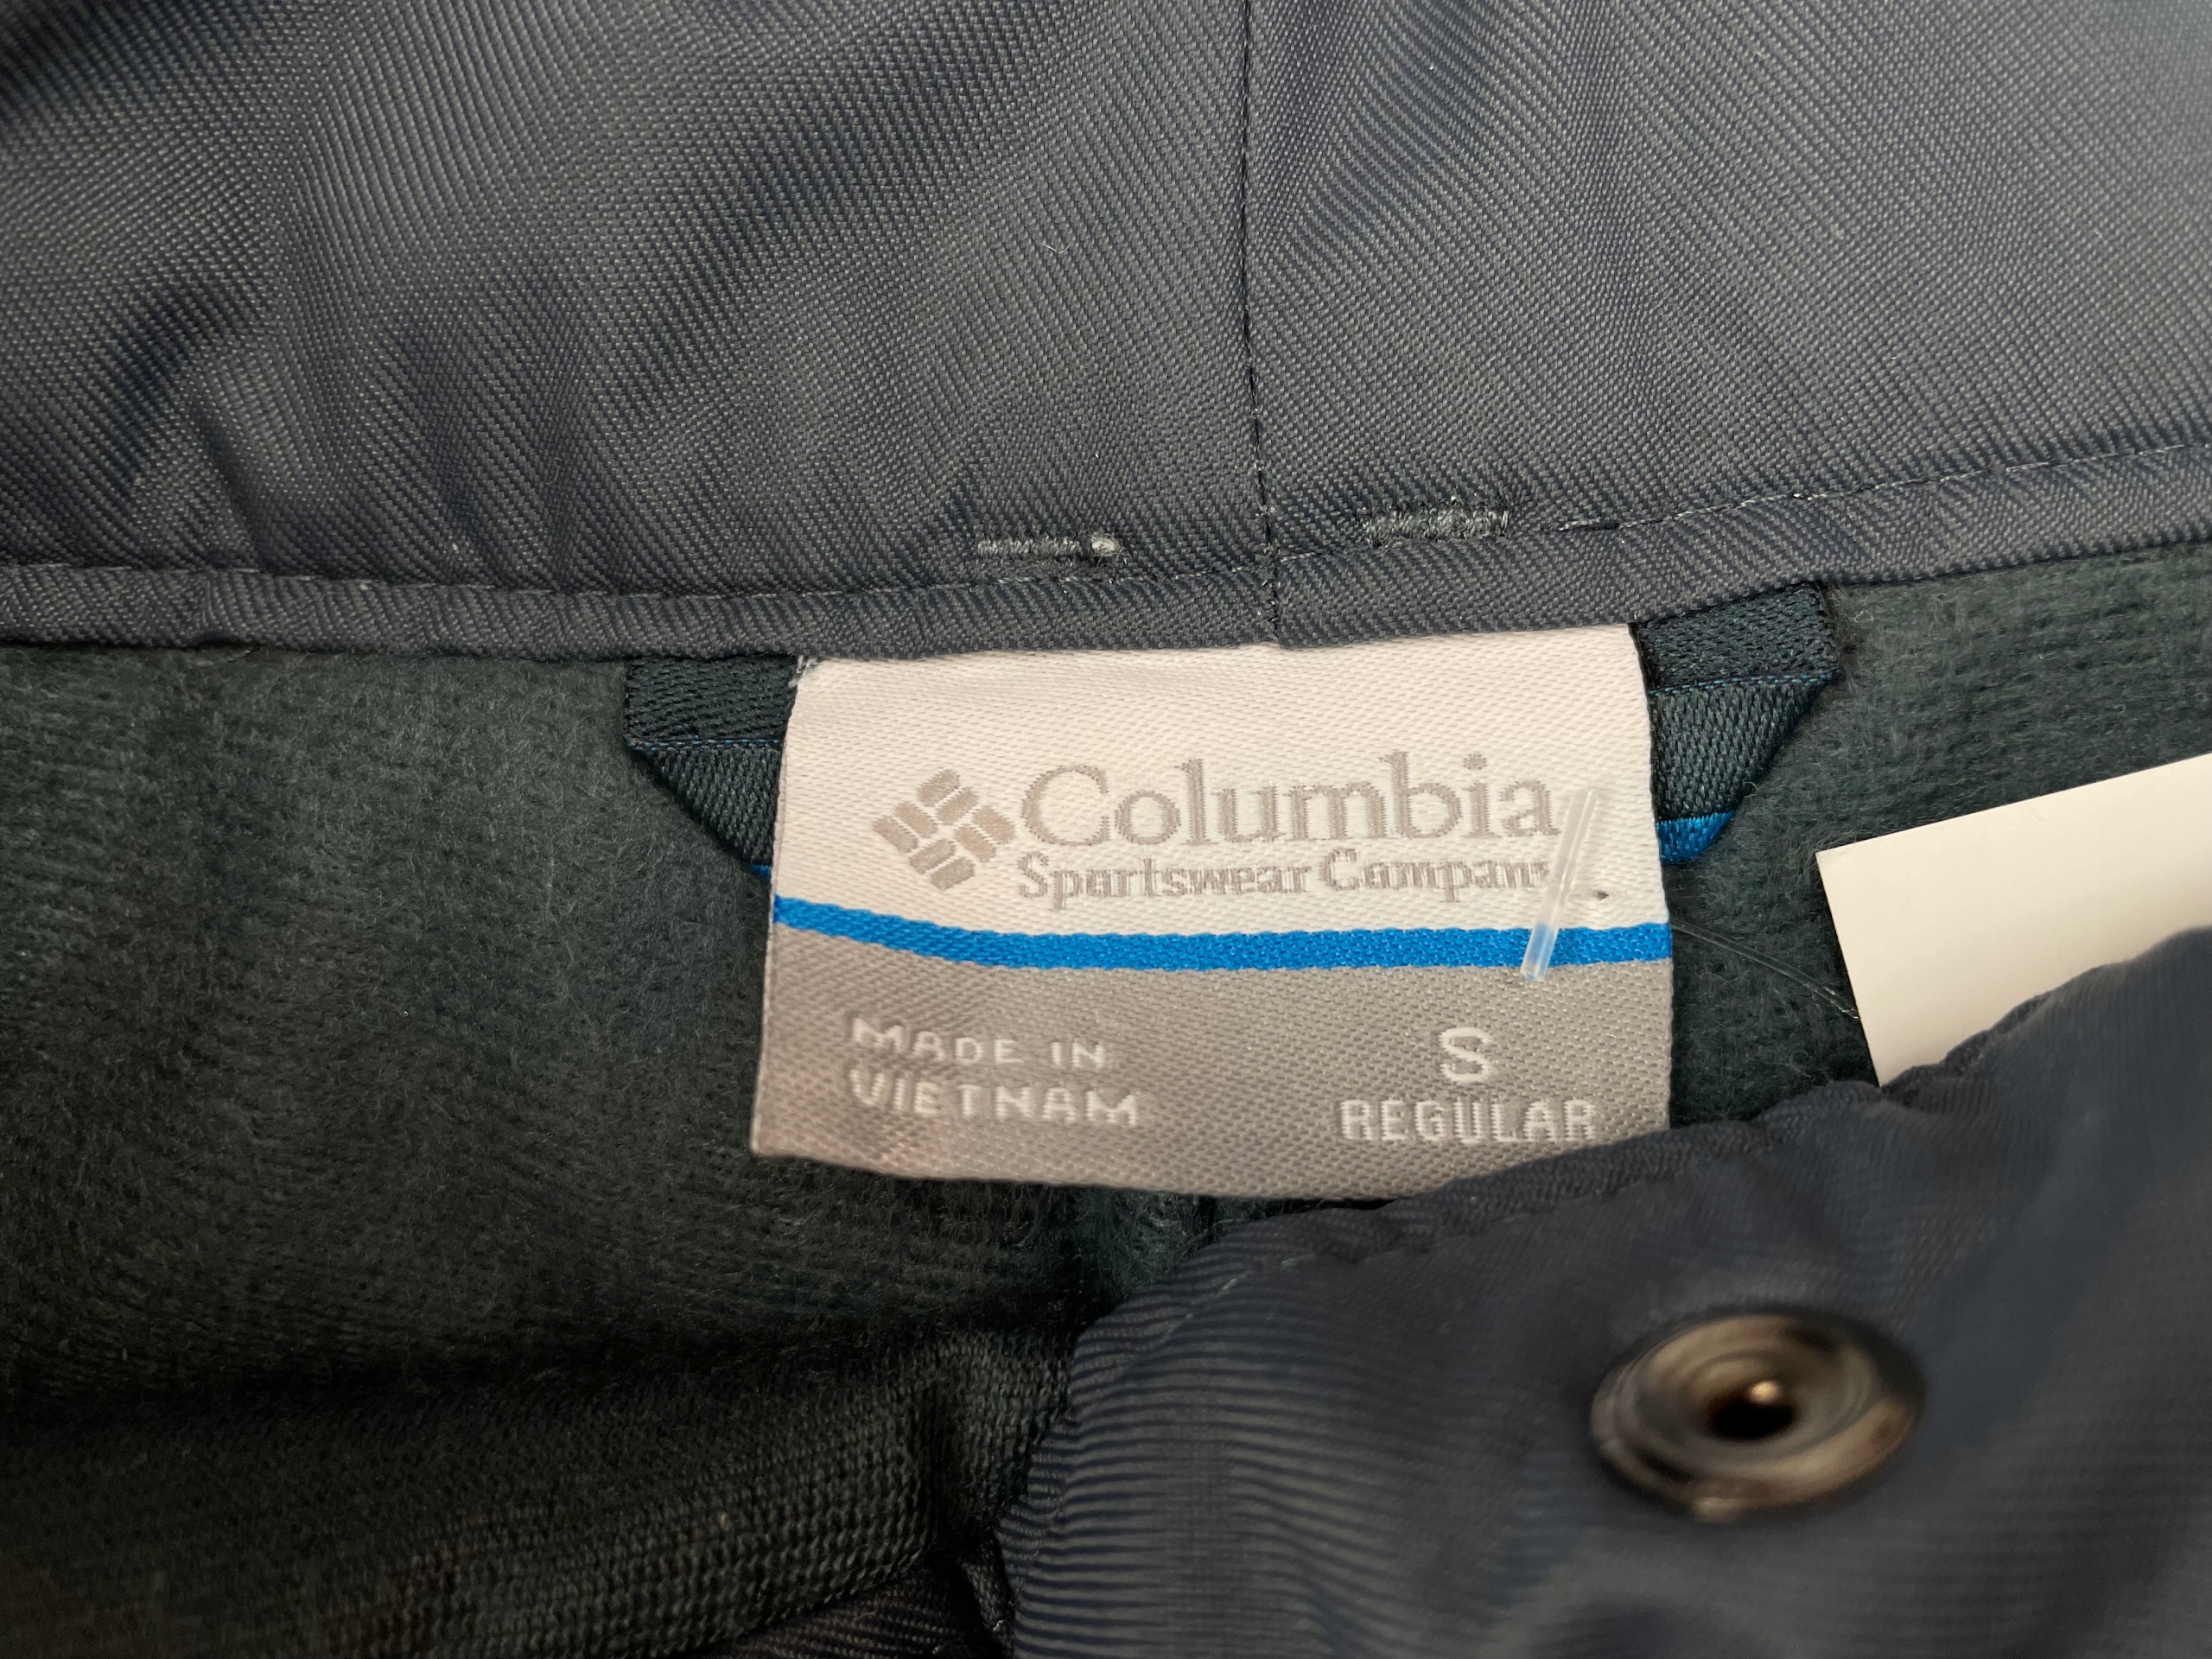 Columbia
Sportswear Company
MADE IN
VIETNAM
S
REGULAR